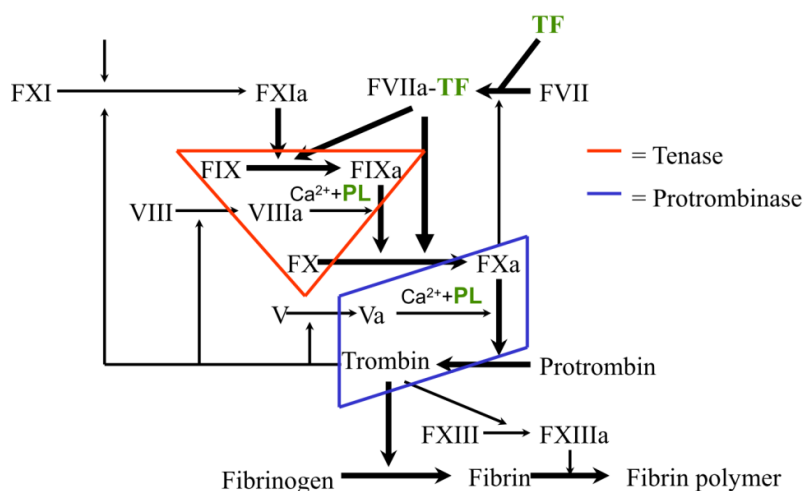 TF
FXI
FXIa
FVIIa-TF
FVII
FIX
FIXa
= Tenase
Ca²⁺+PL
= Protrombinase
VIII
VIIIa
FX
FXa
Ca²⁺+PL
V
Va
Trombin
Protrombin
FXIII
FXIIIa
Fibrinogen
Fibrin
Fibrin polymer